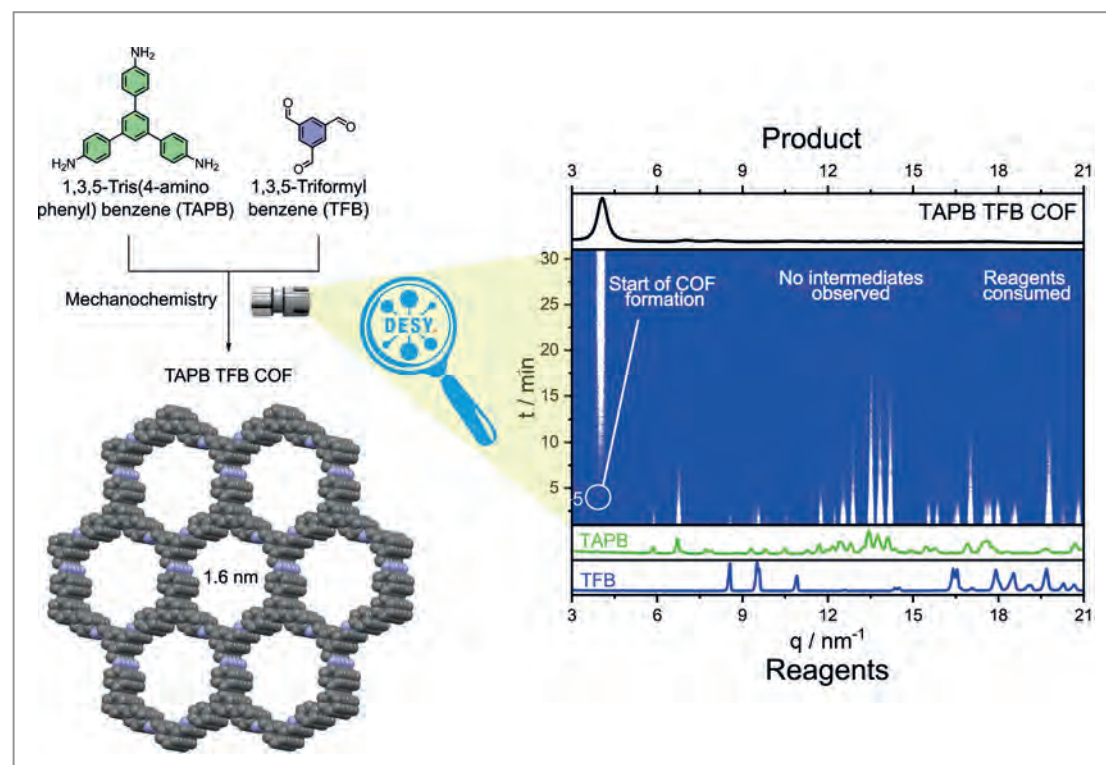 NH₂
H₂N
NH₂
1,3,5-Tris(4-amino
phenyl) benzene (TAPB)
O
O
O
1,3,5-Triformyl
benzene (TFB)
Mechanochemistry
TAPB TFB COF
1.6 nm
DESY.
Product
3 6 9 12 15 18 21
TAPB TFB COF
Start of COF
formation
No intermediates
observed
Reagents
consumed
t / min
30
25
20
15
10
5
5
TAPB
TFB
3 6 9 12 15 18 21
q / nm⁻¹
Reagents